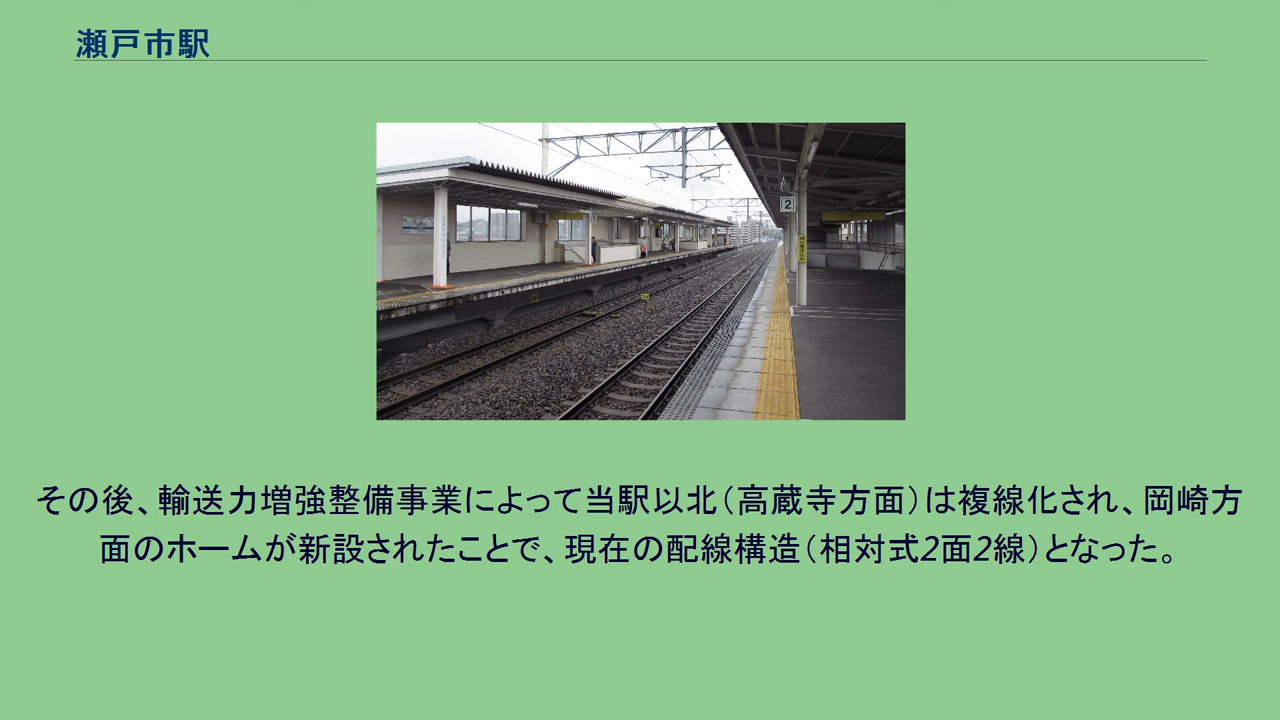 瀬戸市駅
2
その後、輸送力増強整備事業によって当駅以北（高蔵寺方面）は複線化され、岡崎方
面のホームが新設されたことで、現在の配線構造（相対式2面2線）となった。